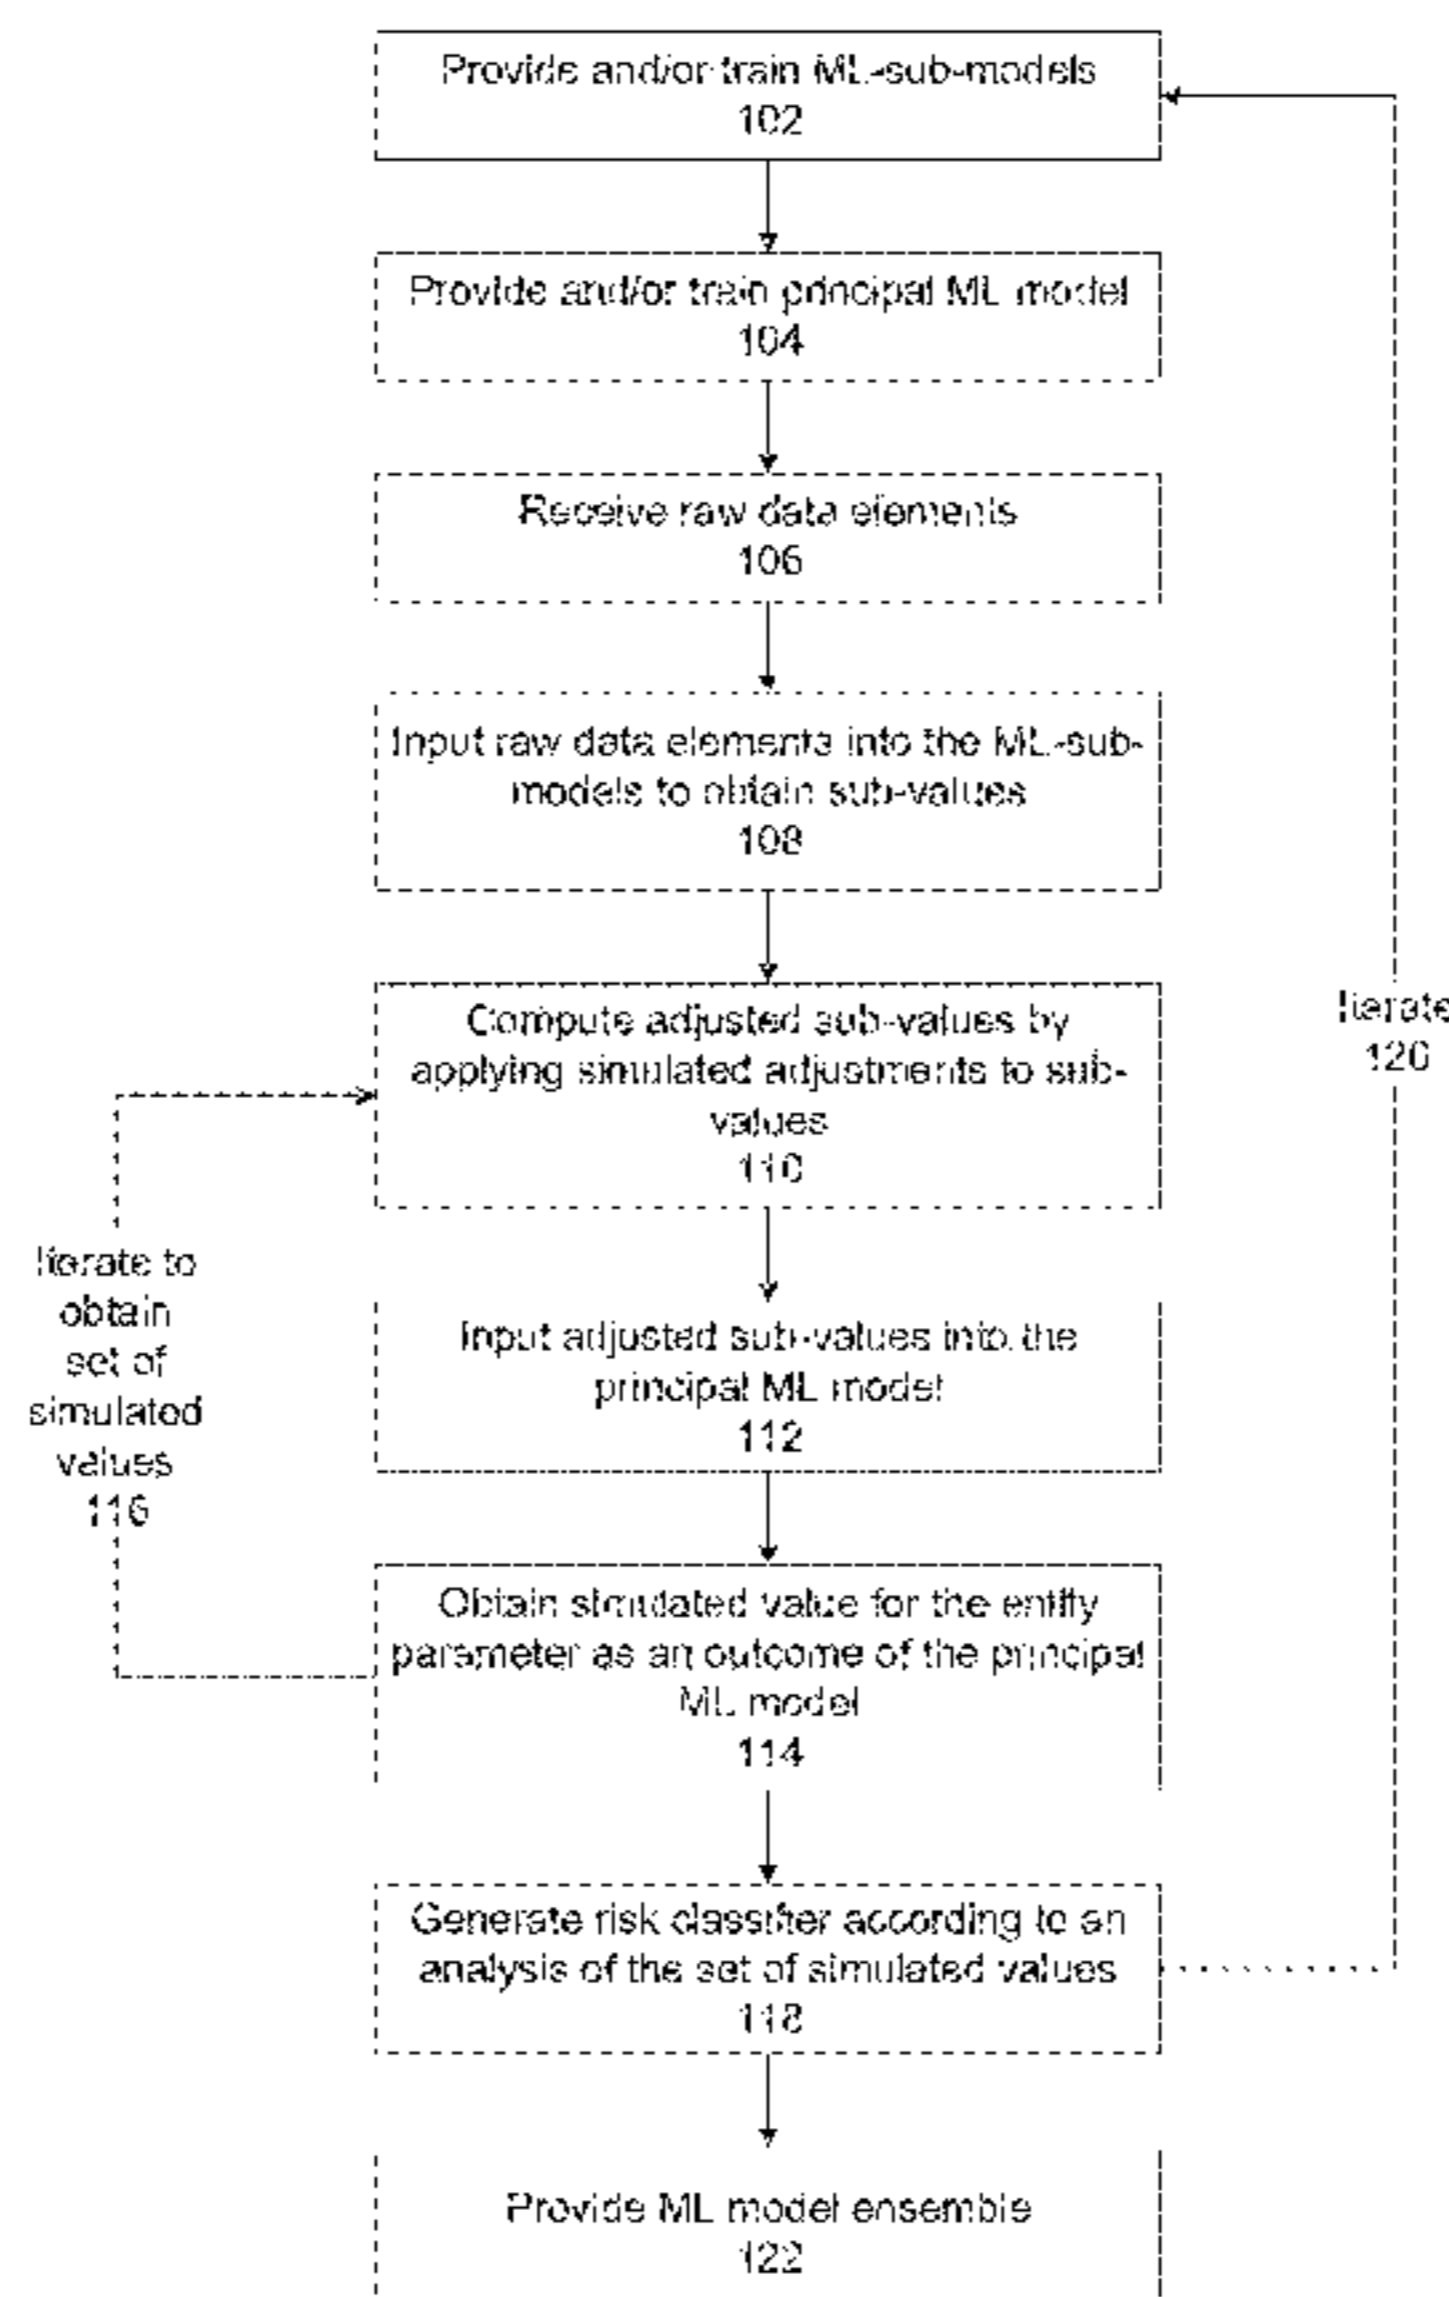 Provide and/or train ML-sub-models
102
Provide and/or train principal ML model
104
Receive raw data elements
106
Input raw data elements into the ML-sub-
models to obtain sub-values
108
Compute adjusted sub-values by
applying simulated adjustments to sub-
values
110
Iterate
120
Iterate to
obtain
set of
simulated
values
116
Input adjusted sub-values into the
principal ML model
112
Obtain simulated value for the entity
parameter as an outcome of the principal
ML model
114
Generate risk classifier according to an
analysis of the set of simulated values
118
Provide ML model ensemble
122